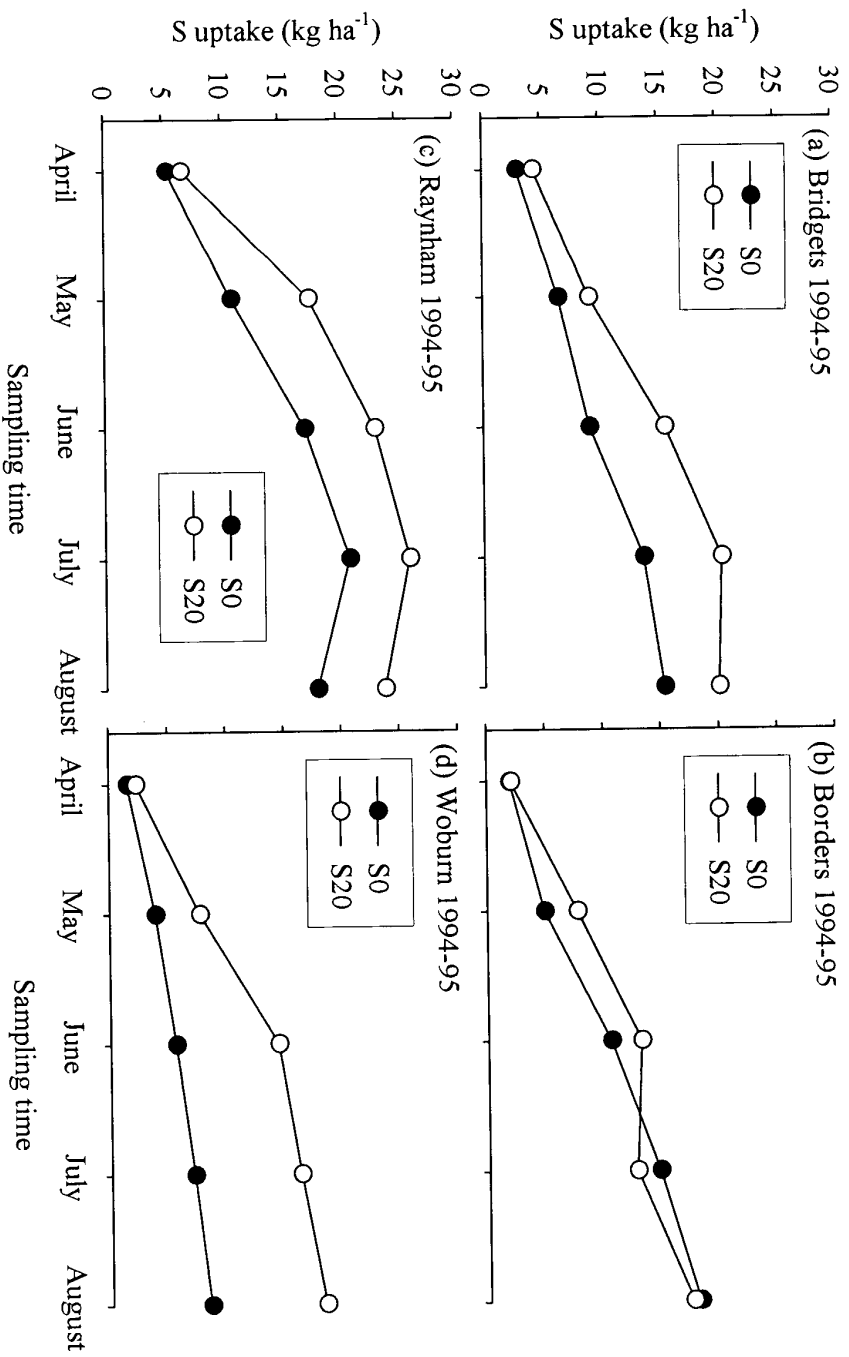 (a) Bridgets 1994-95
S0
S20
S uptake (kg ha-1)
30
25
20
15
10
5
0
(b) Borders 1994-95
S0
S20
(c) Raynham 1994-95
S0
S20
S uptake (kg ha-1)
30
25
20
15
10
5
0
April May June July August
Sampling time
(d) Woburn 1994-95
S0
S20
April May June July August
Sampling time